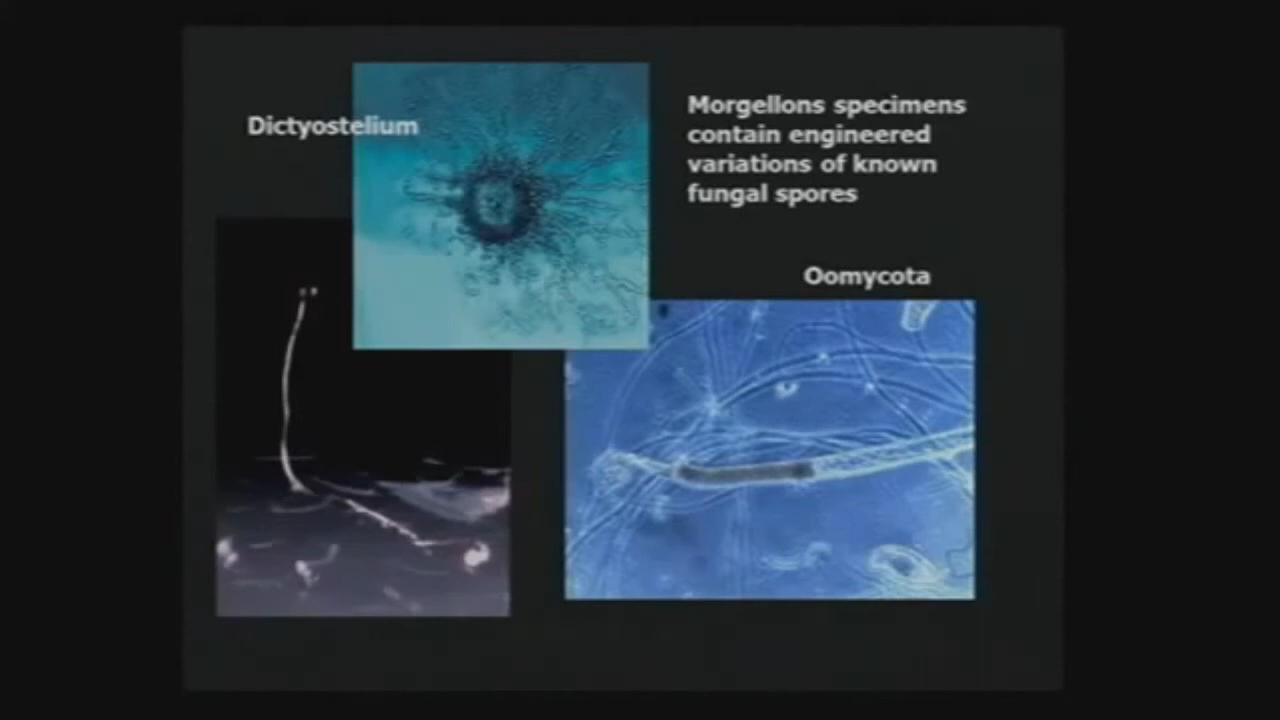 Dictyostelium
Morgellons specimens
contain engineered
variations of known
fungal spores
Oomycota